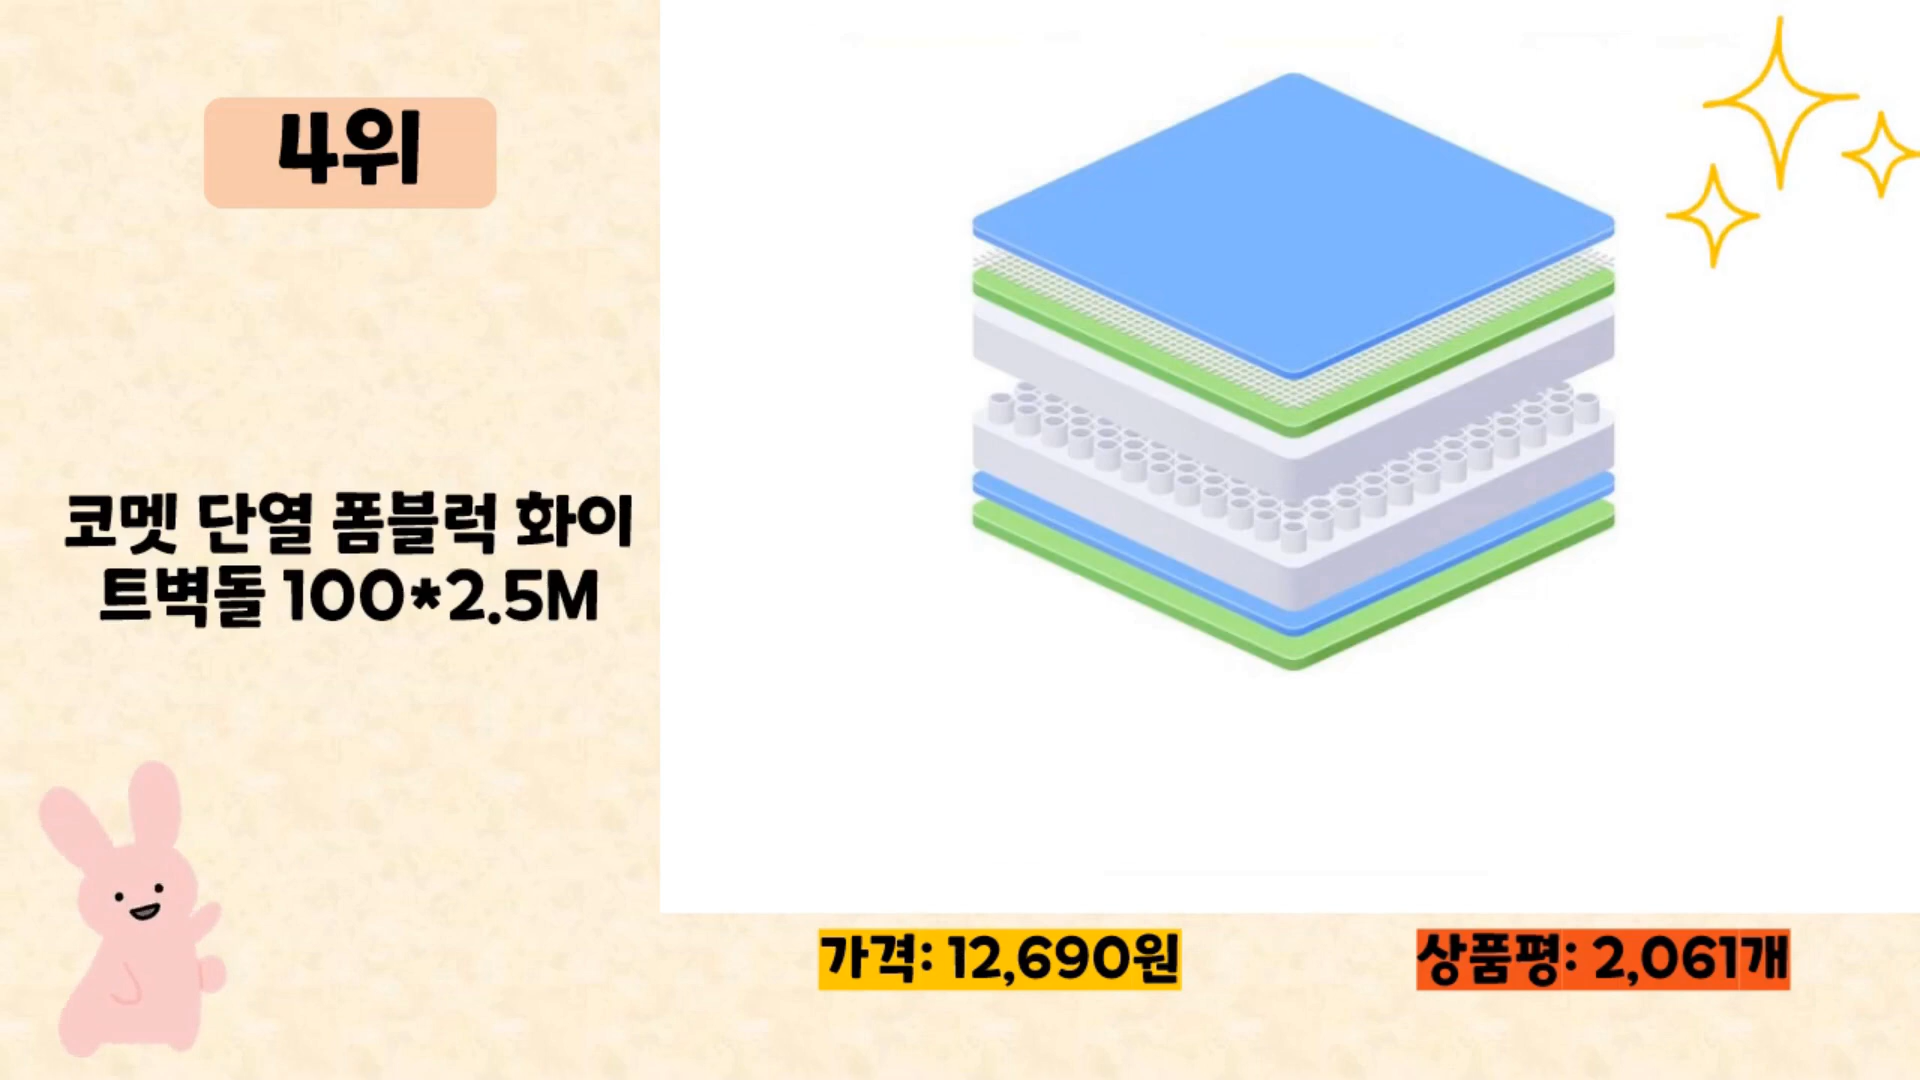 4위
코멧 단열 폼블럭 화이
트벽돌 100*2.5M
가격: 12,690원
상품평: 2,061개